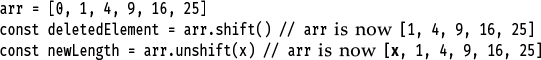 arr = [0, 1, 4, 9, 16, 25]
const deletedElement = arr.shift() // arr is now [1, 4, 9, 16, 25]
const newLength = arr.unshift(x) // arr is now [x, 1, 4, 9, 16, 25]